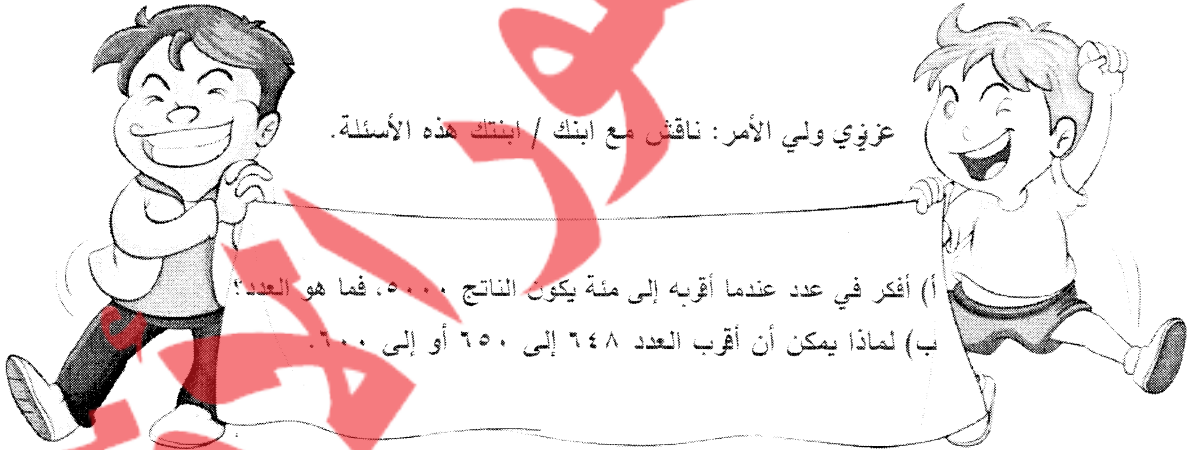 عزيزي ولي الأمر: ناقش مع ابنك / ابنتك هذه الأسئلة.
أ) أفكر في عدد عندما أقربه إلى مئة يكون الناتج ٥٠٠٠، فما هو العدد؟
ب) لماذا يمكن أن أقرب العدد ٦٤٨ إلى ٦٥٠ أو إلى ٦٠٠.